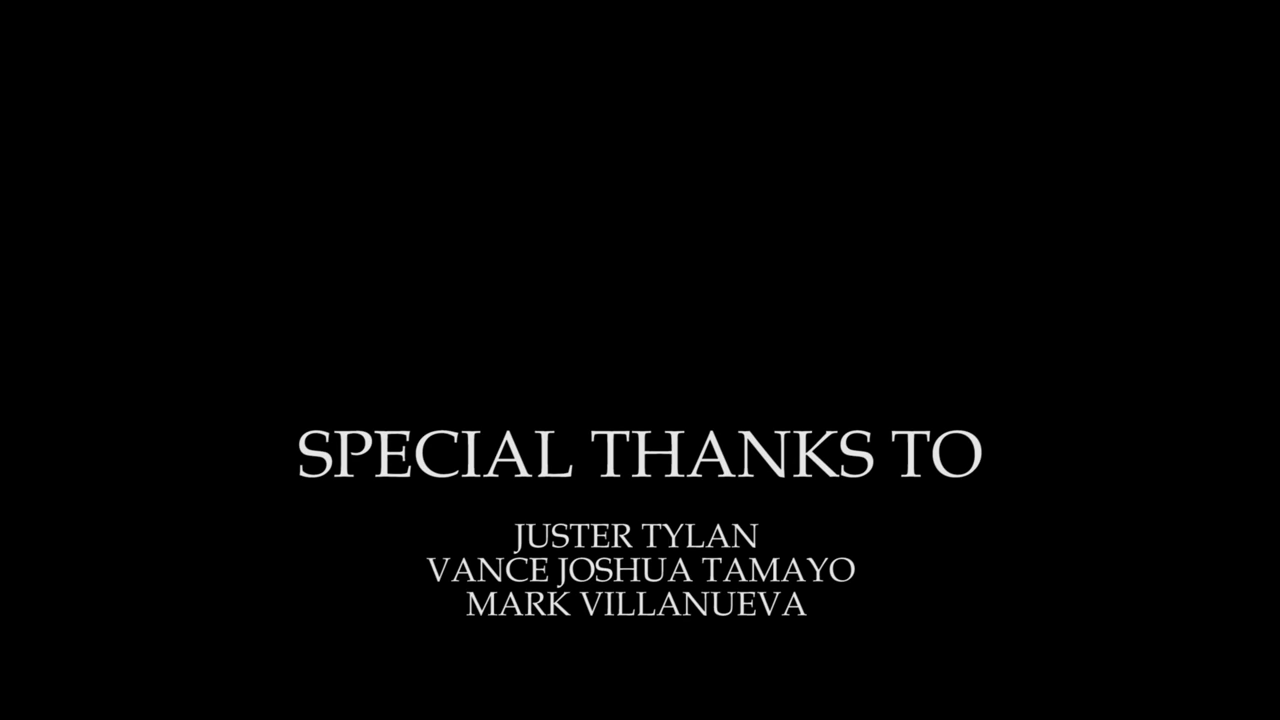 SPECIAL THANKS TO
JUSTER TYLAN
VANCE JOSHUA TAMAYO
MARK VILLANUEVA